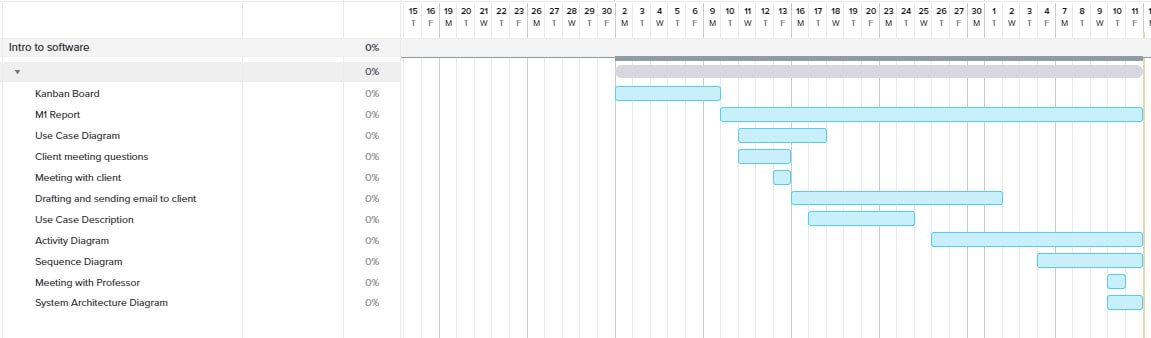 15 16 19 20 21 22 23 26 27 28 29 30 2 3 4 5 6 9 10 11 12 13 16 17 18 19 20 23 24 25 26 27 30 1 2 3 4 7 8 9 10 11
T F M T W T F M T W T F M T W T F M T W T F M T W T F M T W T F M T W T F M T W T F
Intro to software 0%
0%
Kanban Board 0%
M1 Report 0%
Use Case Diagram 0%
Client meeting questions 0%
Meeting with client 0%
Drafting and sending email to client 0%
Use Case Description 0%
Activity Diagram 0%
Sequence Diagram 0%
Meeting with Professor 0%
System Architecture Diagram 0%